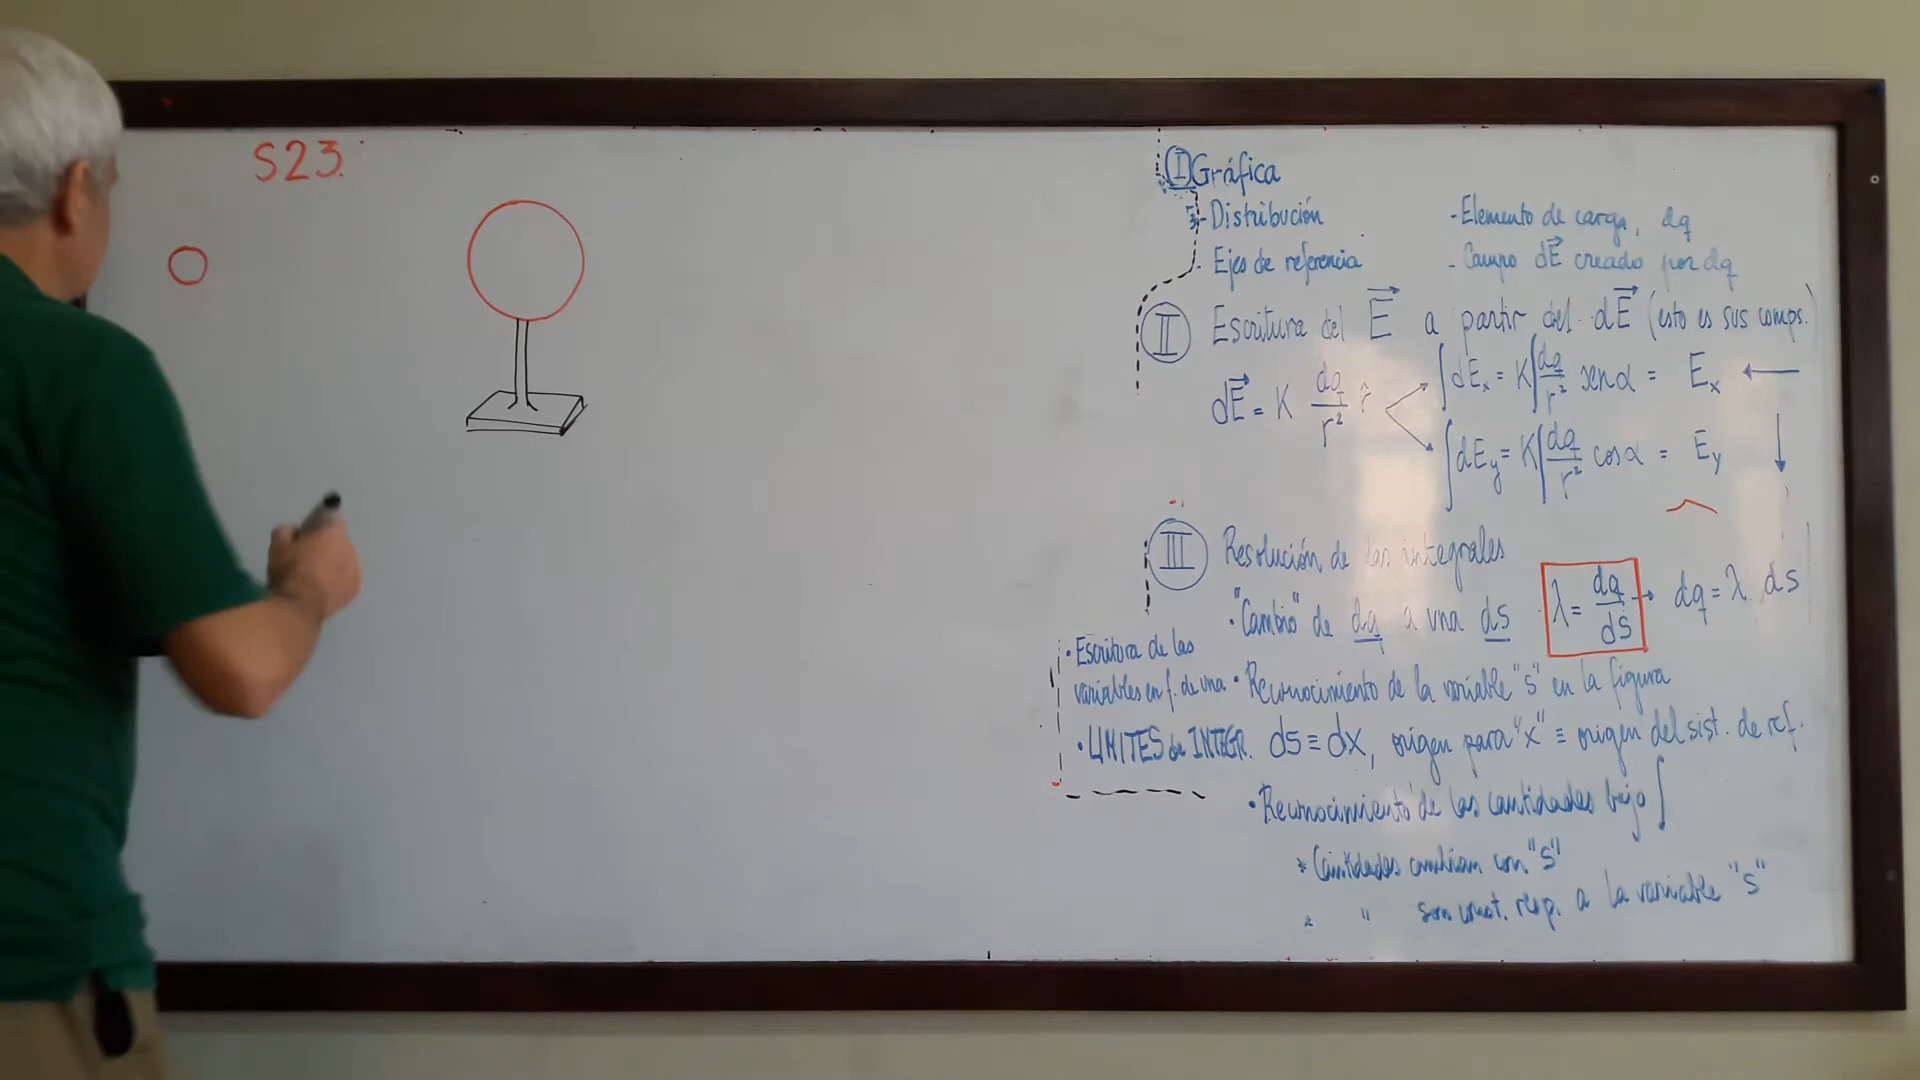 S23.
I Gráfica
- Distribución
- Ejes de referencia
- Elemento de carga, dq
- Campo dE⃗ creado por dq
II Escritura del E⃗ a partir del dE⃗ (esto es sus comps.)
dE⃗ = K dq/r² r̂
∫dEx = K∫dq/r² senα = Ex
∫dEy = K∫dq/r² cosα = Ey
III Resolución de las integrales
• "Cambio" de dq a una ds
λ = dq/ds → dq = λ ds
• Escritura de las
variables en f. de una
• Reconocimiento de la variable "s" en la figura
• LIMITES de INTEGR.
ds ≡ dx, origen para "x" ≡ origen del sist. de ref.
• Reconocimiento de las cantidades bajo ∫
* Cantidades cambian con "s"
* " son const. resp. a la variable "s"